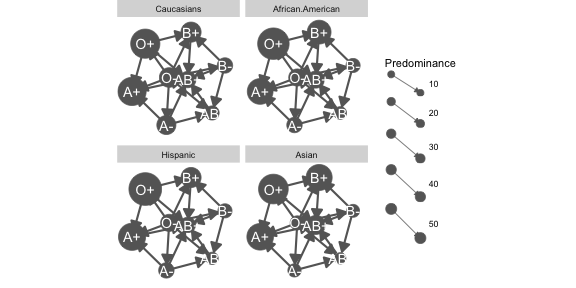 Caucasians
African.American
O+
B+
B-
O-
AB-
A+
A-
AB
O+
B+
B-
O-
AB-
A+
A-
AB
Predominance
10
20
30
40
50
Hispanic
Asian
O+
B+
B-
O-
AB-
A+
A-
AB
O+
B+
B-
O-
AB-
A+
A-
AB